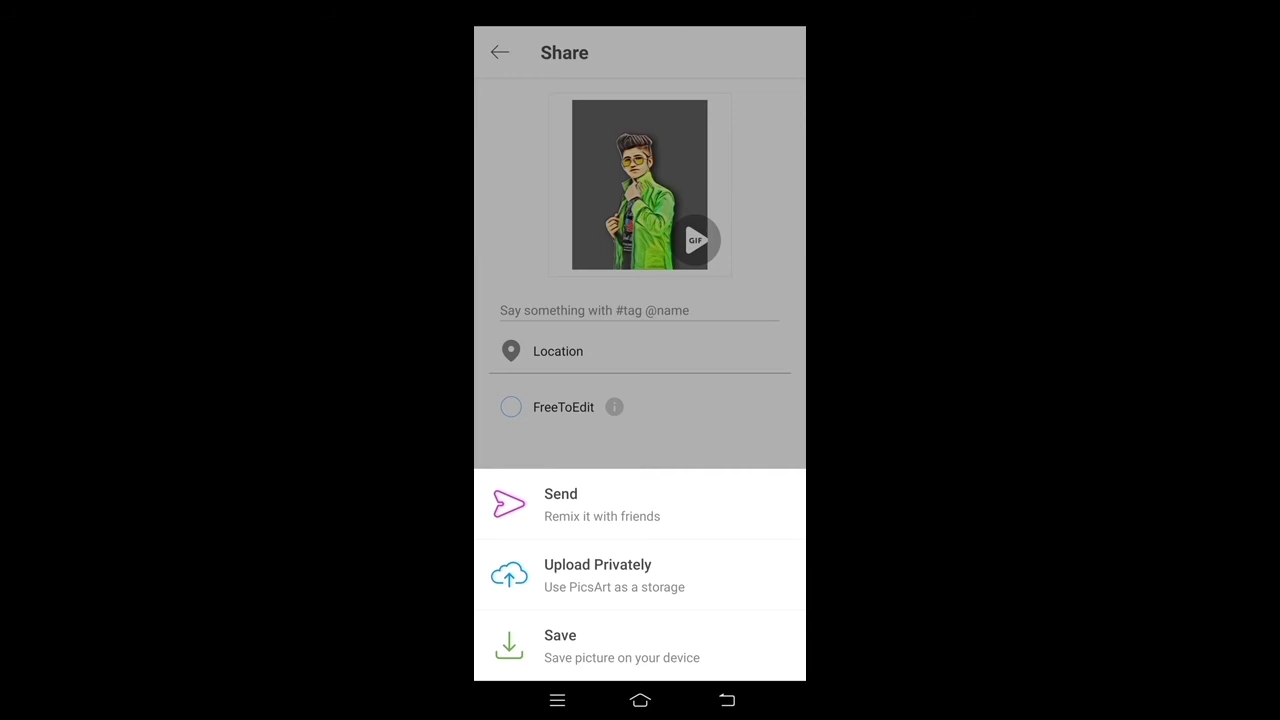 Share
GIF
Say something with #tag @name
Location
FreeToEdit
Send
Remix it with friends
Upload Privately
Use PicsArt as a storage
Save
Save picture on your device